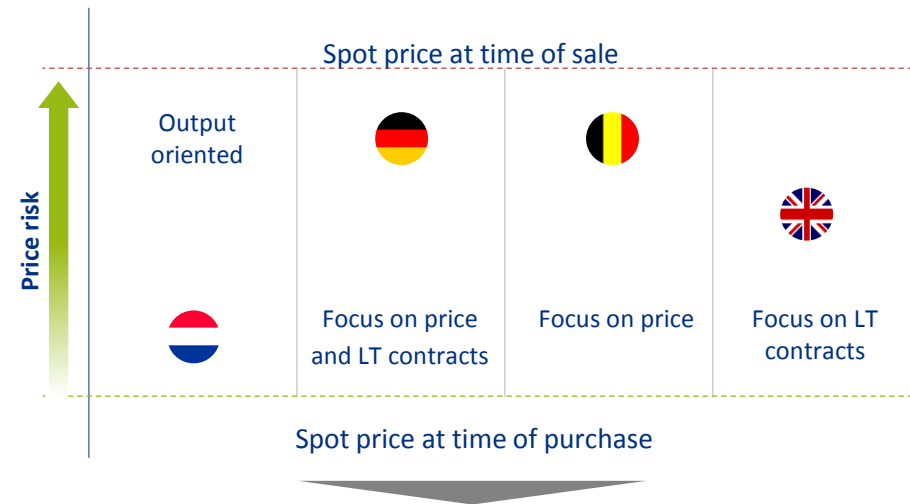 Spot price at time of sale
Price risk
Output
oriented
Focus on price
and LT contracts
Focus on price
Focus on LT
contracts
Spot price at time of purchase